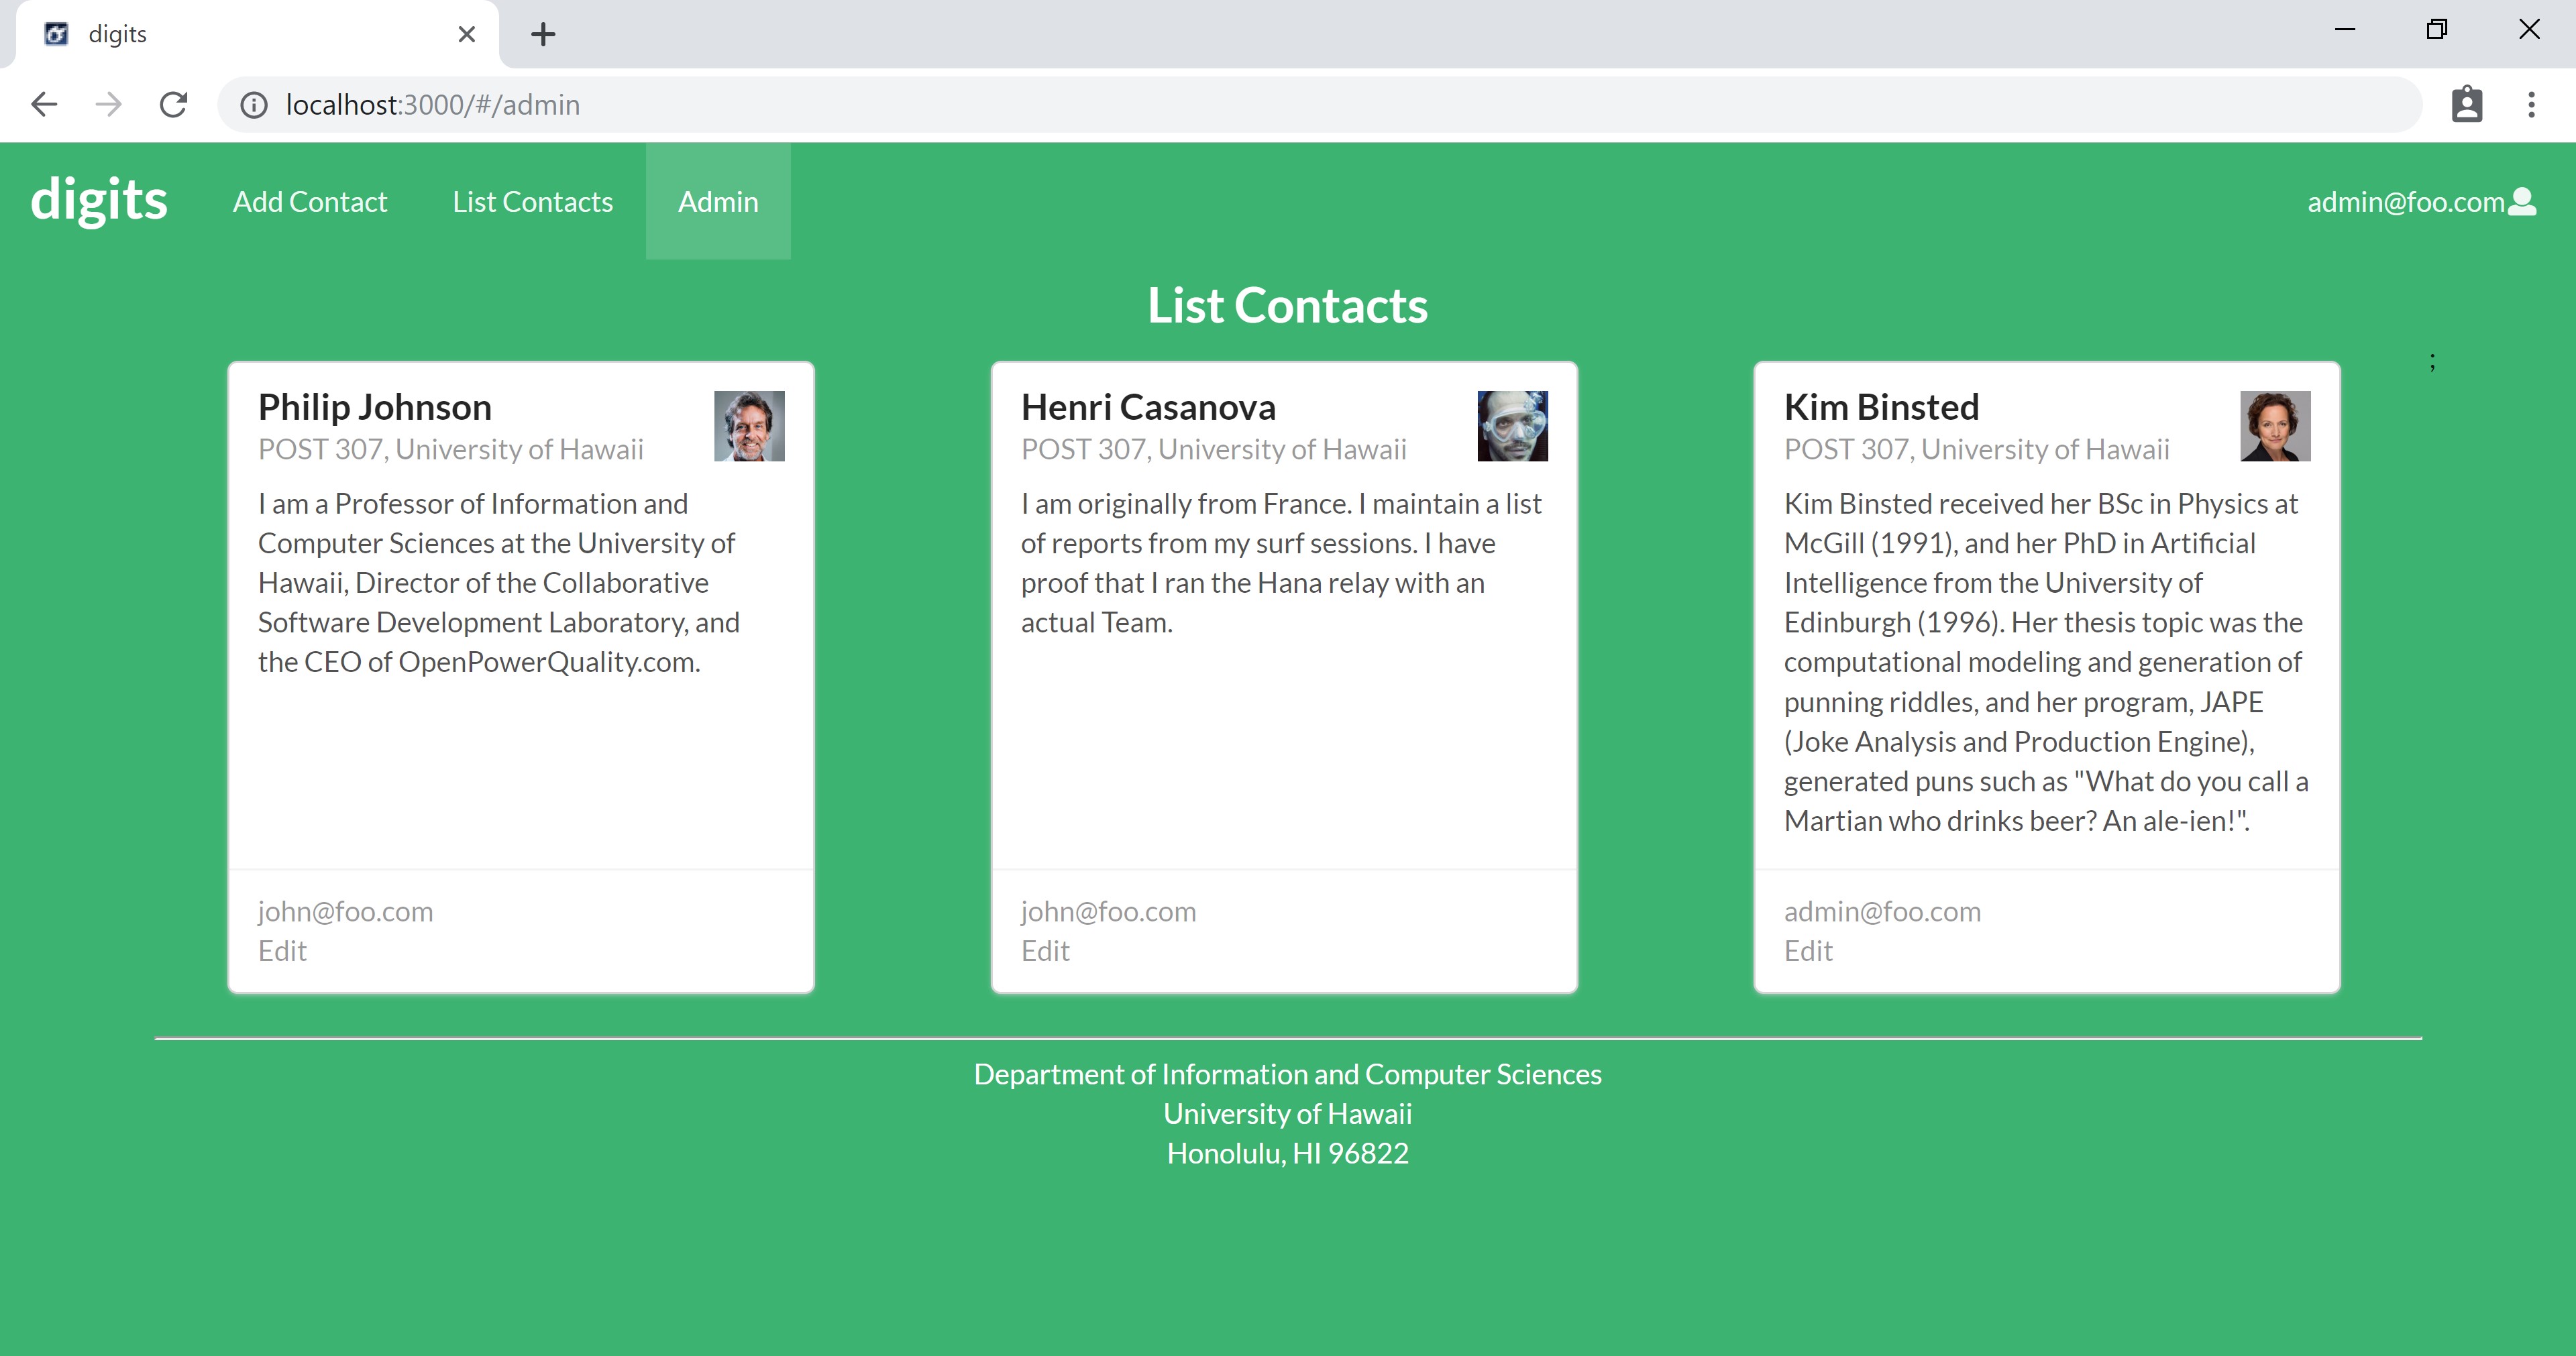 digits
localhost:3000/#/admin
digits
Add Contact
List Contacts
Admin
admin@foo.com
List Contacts
Philip Johnson
POST 307, University of Hawaii
I am a Professor of Information and
Computer Sciences at the University of
Hawaii, Director of the Collaborative
Software Development Laboratory, and
the CEO of OpenPowerQuality.com.
john@foo.com
Edit
Henri Casanova
POST 307, University of Hawaii
I am originally from France. I maintain a list
of reports from my surf sessions. I have
proof that I ran the Hana relay with an
actual Team.
john@foo.com
Edit
Kim Binsted
POST 307, University of Hawaii
Kim Binsted received her BSc in Physics at
McGill (1991), and her PhD in Artificial
Intelligence from the University of
Edinburgh (1996). Her thesis topic was the
computational modeling and generation of
punning riddles, and her program, JAPE
(Joke Analysis and Production Engine),
generated puns such as "What do you call a
Martian who drinks beer? An ale-ien!".
admin@foo.com
Edit
;
Department of Information and Computer Sciences
University of Hawaii
Honolulu, HI 96822